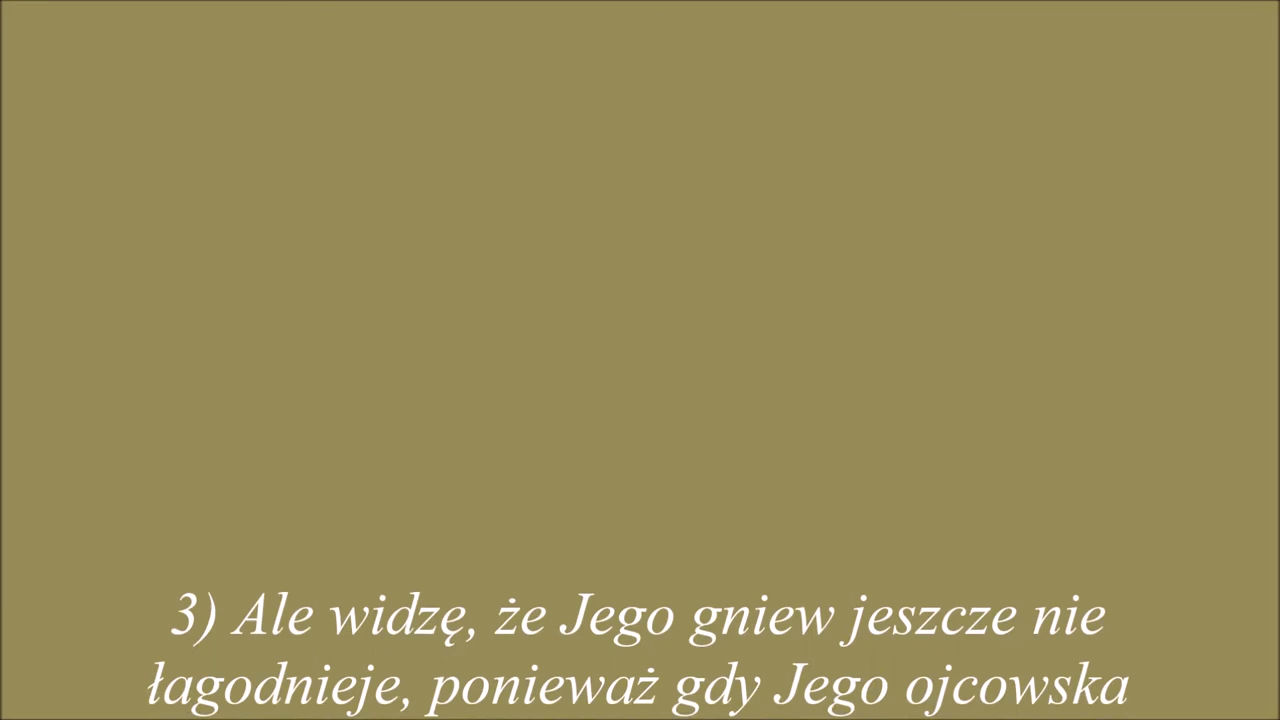 3) Ale widzę, że Jego gniew jeszcze nie
łagodnieje, ponieważ gdy Jego ojcowska